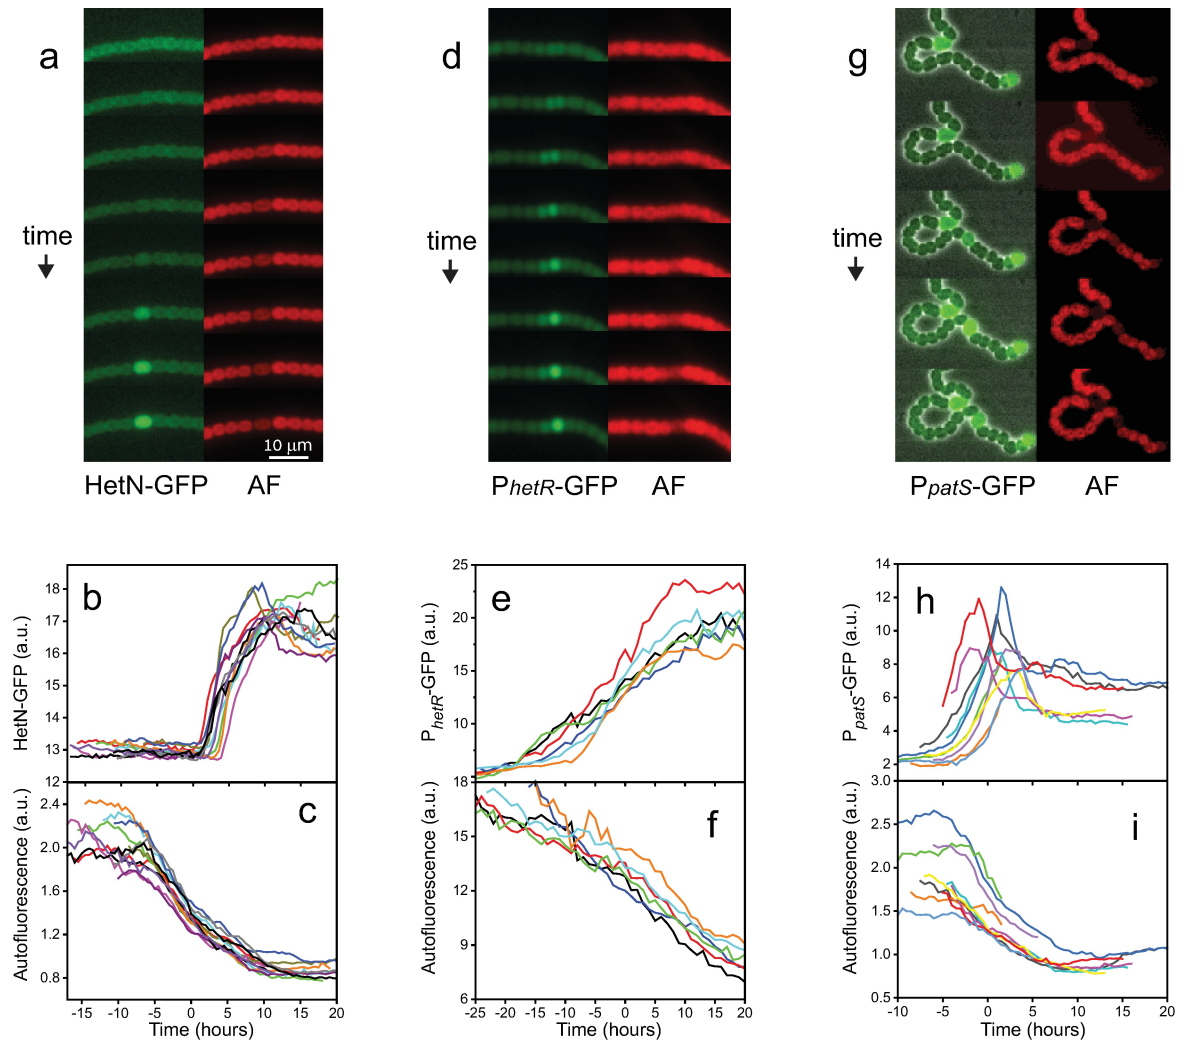 a
d
g
time
time
time
10 µm
HetN-GFP AF
PhetR-GFP AF
PpatS-GFP AF
b
HetN-GFP (a.u.)
18
17
16
15
14
13
12
c
Autofluorescence (a.u.)
2.4
2.0
1.6
1.2
0.8
-15 -10 -5 0 5 10 15 20
Time (hours)
e
PhetR-GFP (a.u.)
25
20
15
10
f
Autofluorescence (a.u.)
18
15
12
9
6
-25 -20 -15 -10 -5 0 5 10 15 20
Time (hours)
h
PpatS-GFP (a.u.)
14
12
10
8
6
4
2
i
Autofluorescence (a.u.)
3.0
2.5
2.0
1.5
1.0
0.5
-10 -5 0 5 10 15 20
Time (hours)